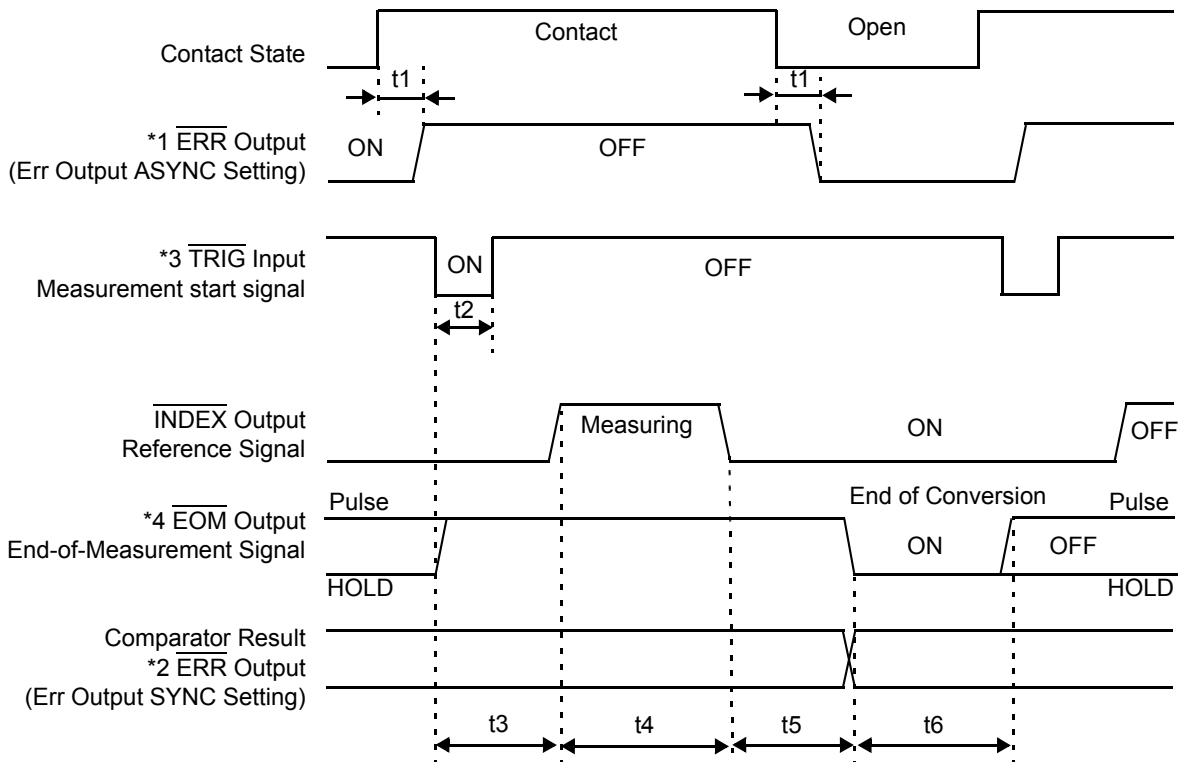 Contact State
Contact
Open
t1
t1
*1 ERR Output
(Err Output ASYNC Setting)
ON
OFF
*3 TRIG Input
Measurement start signal
ON
OFF
t2
INDEX Output
Reference Signal
Measuring
ON
OFF
Pulse
End of Conversion
Pulse
*4 EOM Output
End-of-Measurement Signal
ON
OFF
HOLD
HOLD
Comparator Result
*2 ERR Output
(Err Output SYNC Setting)
t3
t4
t5
t6